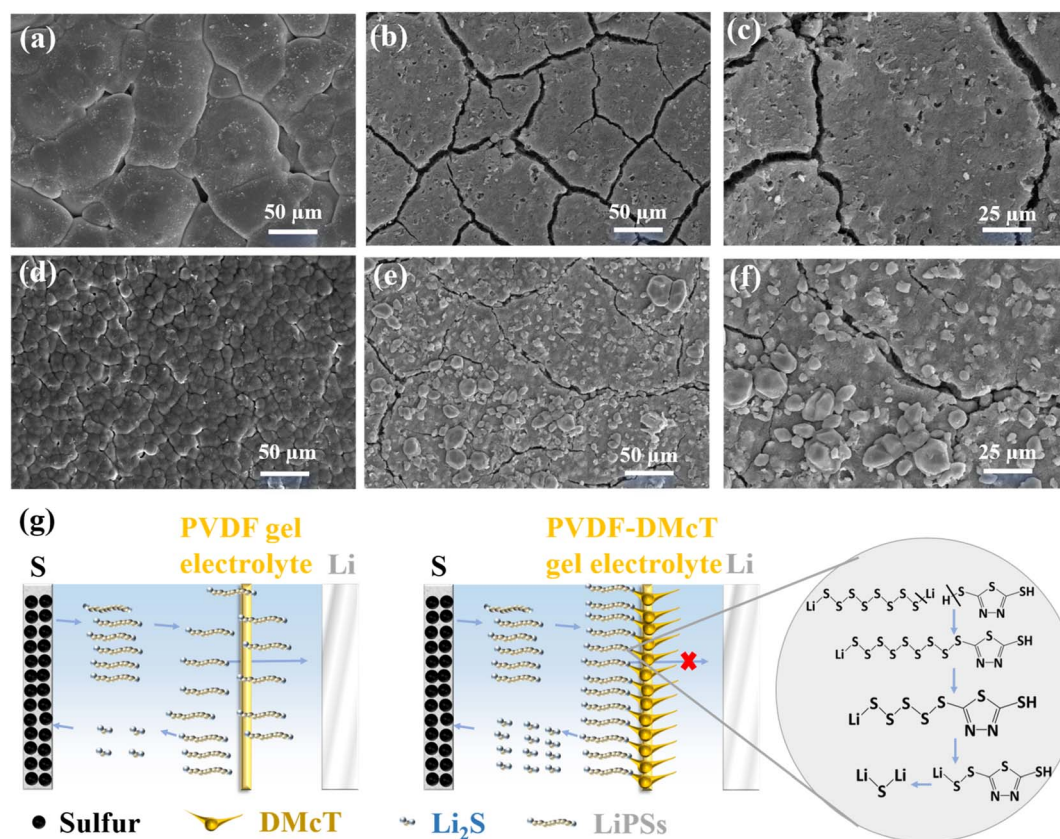 (a)
50 µm
(b)
50 µm
(c)
25 µm
(d)
50 µm
(e)
50 µm
(f)
25 µm
(g)
PVDF gel
electrolyte
S
Li
PVDF-DMcT
gel electrolyte
S
Li
Li S S S S S S S S Li H S S SH
N N
Li S S S S S S S S S SH
N N
Li S S S S S S SH
N N
Li Li S Li S S S SH
N N
Sulfur
DMcT
Li₂S
LiPSs